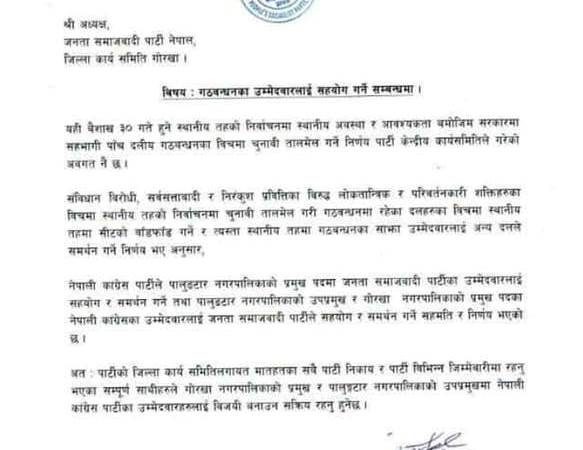 PEOPLE'S SOCIALIST PARTY
श्री अध्यक्ष,
जनता समाजवादी पार्टी नेपाल,
जिल्ला कार्य समिति गोरखा ।
विषय : गठबन्धनका उम्मेदवारलाई सहयोग गर्ने सम्बन्धमा ।
यही बैशाख ३० गते हुने स्थानीय तहको निर्वाचनमा स्थानीय अवस्था र आवश्यकता बमोजिम सरकारमा
सहभागी पाँच दलीय गठबन्धनका विचमा चुनावी तालमेल गर्ने निर्णय पार्टी केन्द्रीय कार्यसमितिले गरेको
अवगत नै छ ।
संविधान विरोधी, सर्वसत्तावादी र निरंकुश प्रवित्तिका विरुद्ध लोकतान्त्रिक र परिवर्तनकारी शक्तिहरुका
विचमा स्थानीय तहको निर्वाचनमा चुनावी तालमेल गरी गठबन्धनमा रहेका दलहरुका विचमा स्थानीय
तहमा सीटको वाँडफाँड गर्ने र त्यस्ता स्थानीय तहमा गठबन्धनका साझा उम्मेदवारलाई अन्य दलले
समर्थन गर्ने निर्णय भए अनुसार,
नेपाली कांग्रेस पार्टीले पालुङटार नगरपालिकाको प्रमुख पदमा जनता समाजवादी पार्टीका उम्मेदवारलाई
सहयोग र समर्थन गर्ने तथा पालुङटार नगरपालिकाको उपप्रमुख र गोरखा नगरपालिकाको प्रमुख पदका
नेपाली कांग्रेसका उम्मेदवारलाई जनता समाजवादी पार्टीले सहयोग र समर्थन गर्ने सहमति र निर्णय भएको
छ ।
अत : पार्टीको जिल्ला कार्य समितिलगायत मातहतका सवै पार्टी निकाय र पार्टी विभिन्न जिम्मेवारीमा रहनु
भएका सम्पूर्ण साथीहरुले गोरखा नगरपालिकाको प्रमुख र पालुङटार नगरपालिकाको उपप्रमुखमा नेपाली
कांग्रेस पार्टीका उम्मेदवारहरुलाई विजयी बनाउन सक्रिय रहनु हुनेछ ।